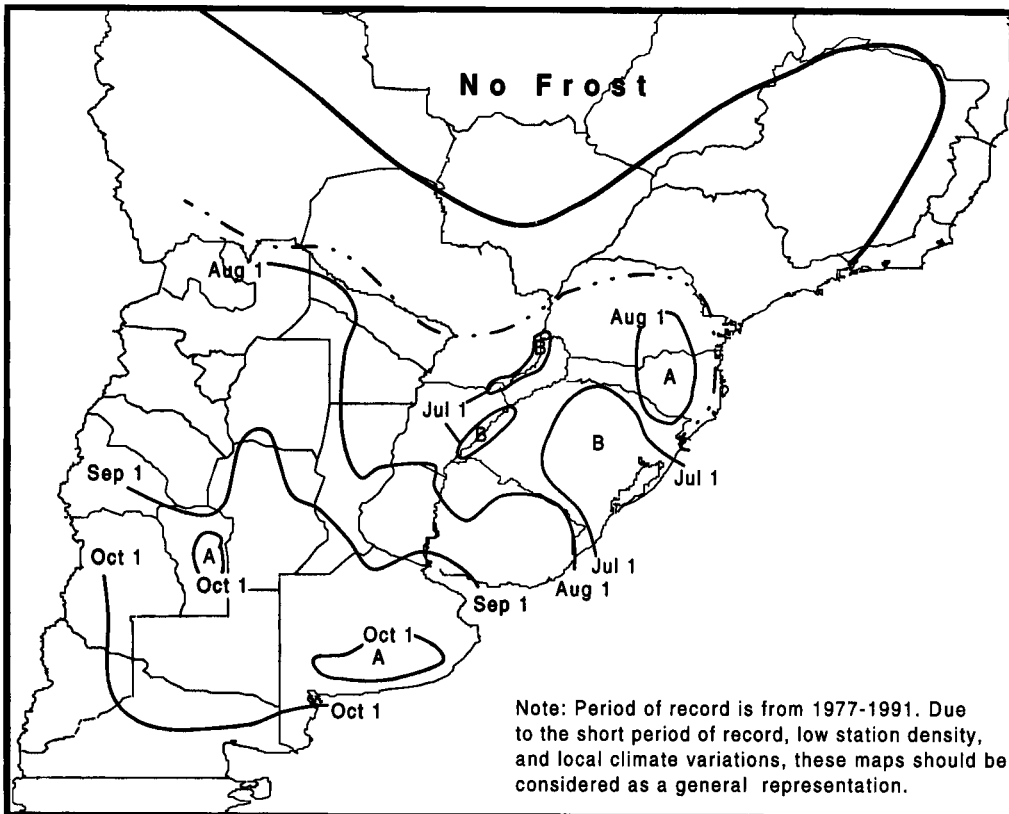 No Frost
Aug 1
Aug 1
B
A
Jul 1
B
B
Jul 1
Sep 1
Oct 1
A
Oct 1
Jul 1
Aug 1
Sep 1
Oct 1
A
Oct 1
Note: Period of record is from 1977-1991. Due
to the short period of record, low station density,
and local climate variations, these maps should be
considered as a general representation.